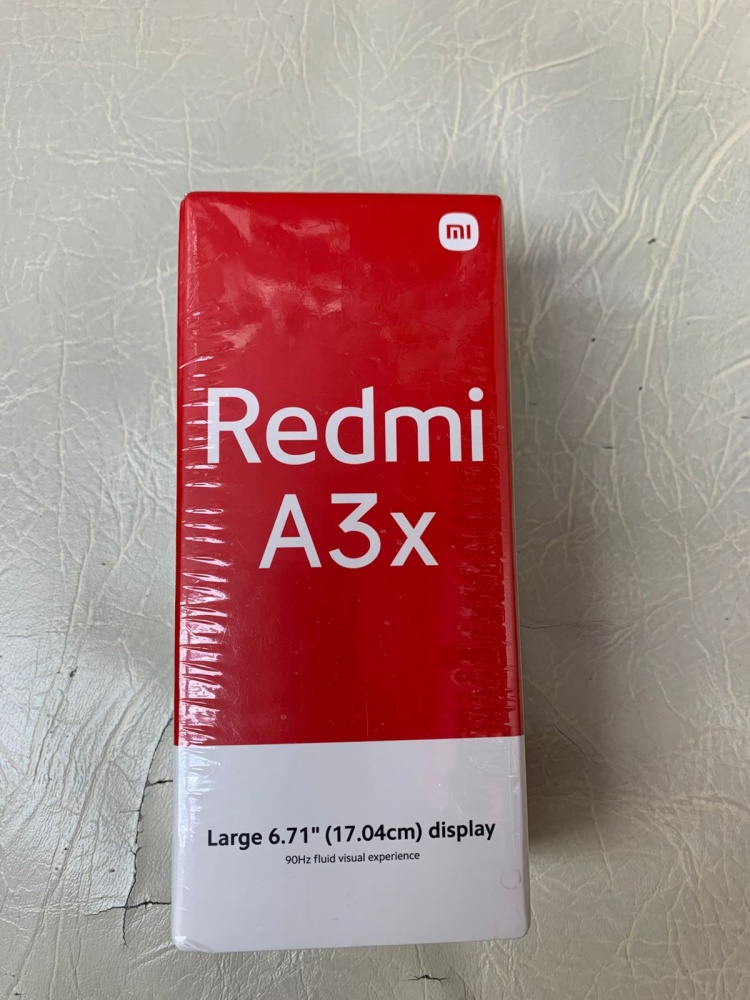 mi
Redmi
A3x
Large 6.71" (17.04cm) display
90Hz fluid visual experience